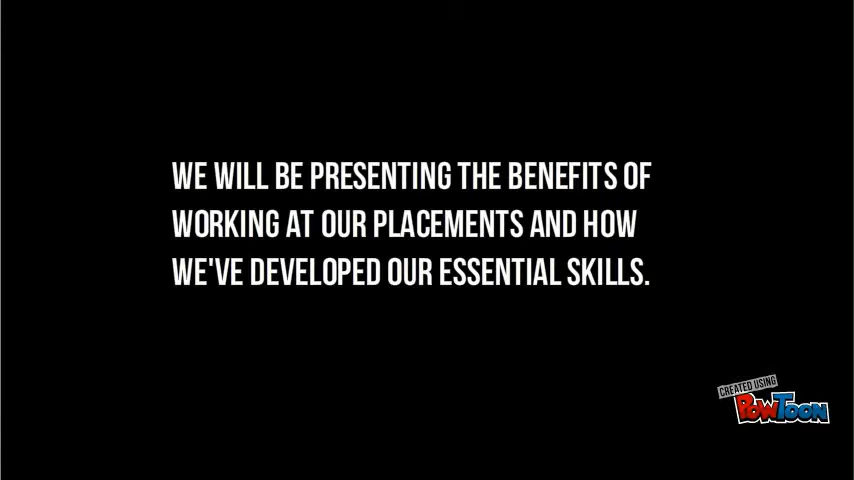 WE WILL BE PRESENTING THE BENEFITS OF
WORKING AT OUR PLACEMENTS AND HOW
WE'VE DEVELOPED OUR ESSENTIAL SKILLS.
CREATED USING
POWTOON